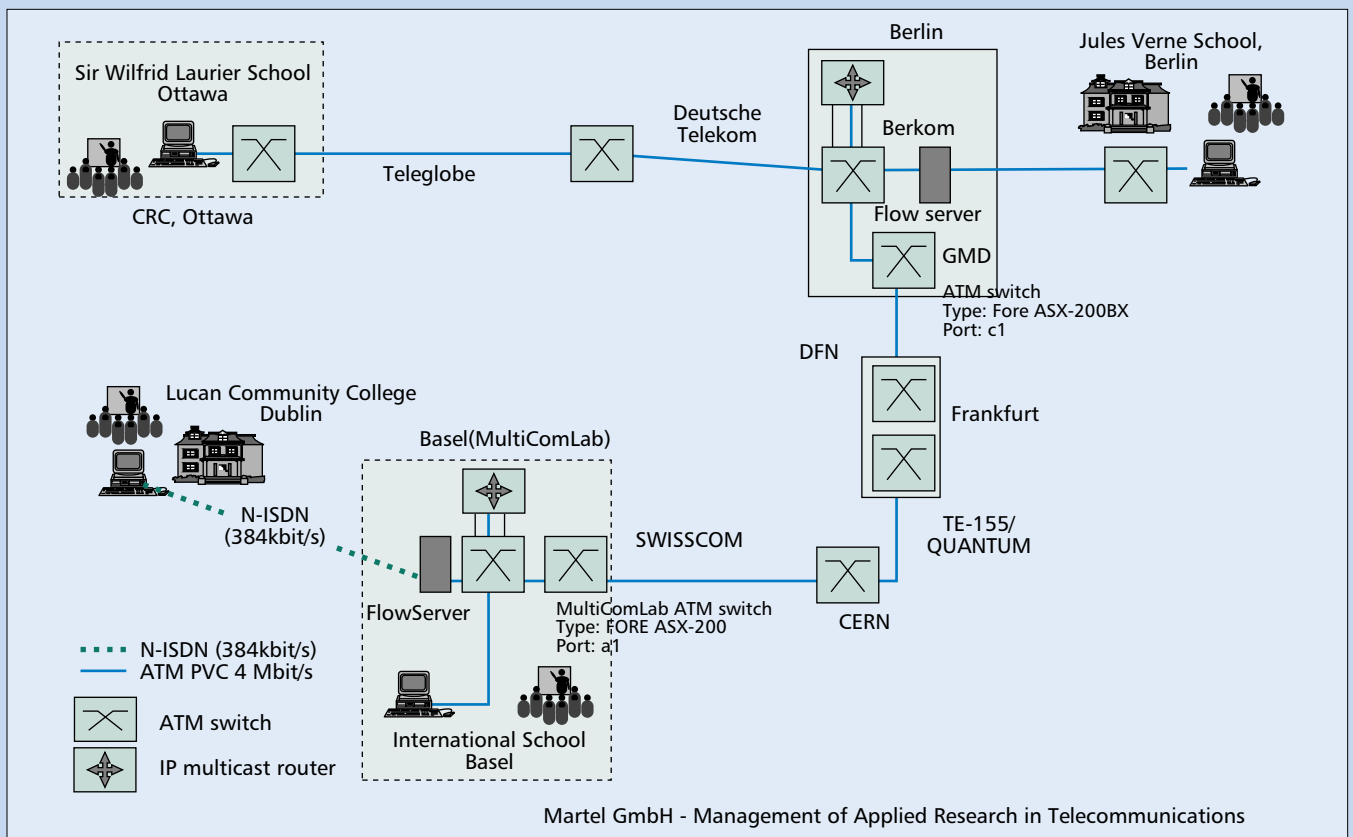 Berlin
Jules Verne School,
Berlin
Sir Wilfrid Laurier School
Ottawa
Deutsche
Telekom
Berkom
Teleglobe
CRC, Ottawa
Flow server
GMD
ATM switch
Type: Fore ASX-200BX
Port: c1
DFN
Frankfurt
Lucan Community College
Dublin
Basel(MultiComLab)
N-ISDN
(384kbit/s)
SWISSCOM
TE-155/
QUANTUM
FlowServer
MultiComLab ATM switch
Type: FORE ASX-200
Port: a1
CERN
N-ISDN (384kbit/s)
ATM PVC 4 Mbit/s
ATM switch
International School
Basel
IP multicast router
Martel GmbH - Management of Applied Research in Telecommunications